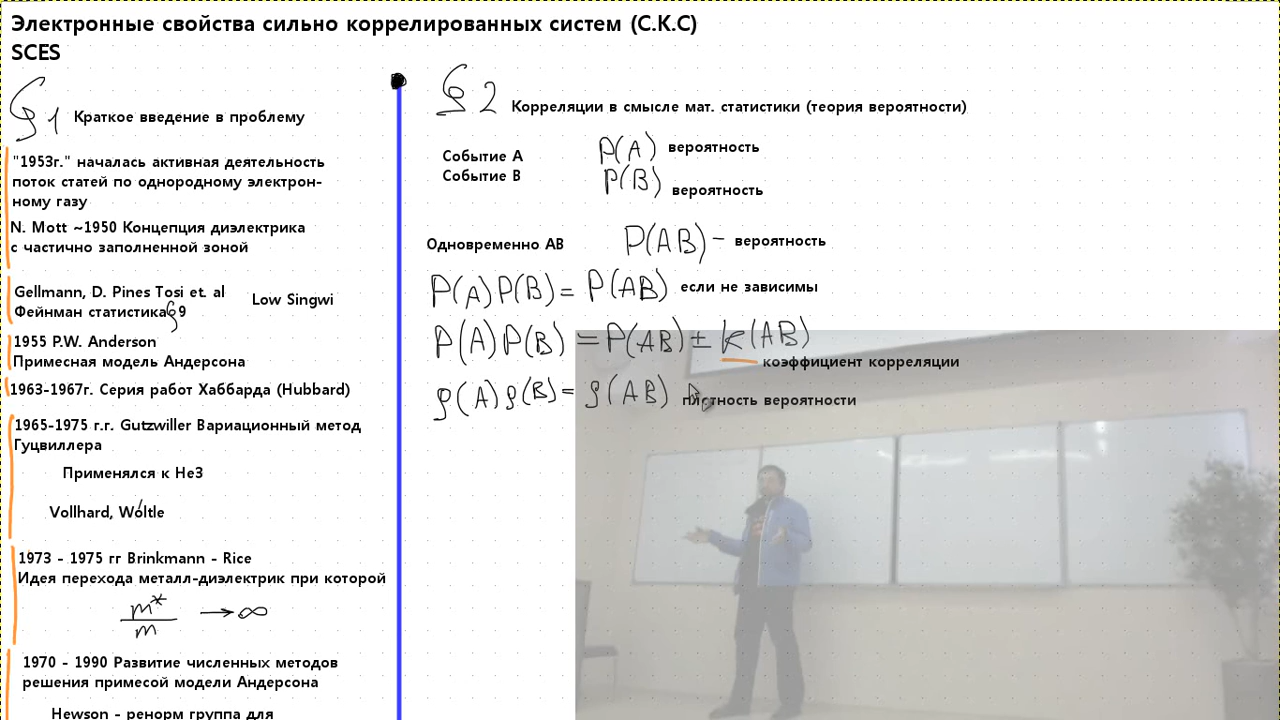 Электронные свойства сильно коррелированных систем (С.К.С)
SCES
§1 Краткое введение в проблему
"1953г." началась активная деятельность
поток статей по однородному электрон-
ному газу
N. Mott ~1950 Концепция диэлектрика
с частично заполненной зоной
Gellmann, D. Pines Tosi et. al Low Singwi
Фейнман статистика§9
1955 P.W. Anderson
Примесная модель Андерсона
1963-1967г. Серия работ Хаббарда (Hubbard)
1965-1975 г.г. Gutzwiller Вариационный метод
Гуцвиллера
Применялся к He3
Vollhard, Woltle
1973 - 1975 гг Brinkmann - Rice
Идея перехода металл-диэлектрик при которой
m*/m → ∞
1970 - 1990 Развитие численных методов
решения примесой модели Андерсона
Hewson - ренорм группа для
§2 Корреляции в смысле мат. статистики (теория вероятности)
Событие А P(A) вероятность
Событие В P(B) вероятность
Одновременно АВ P(AB) – вероятность
P(A)P(B) = P(AB) если не зависимы
P(A)P(B) = P(AB) ± K(AB)
коэффициент корреляции
ρ(A)ρ(B) = ρ(AB) плотность вероятности